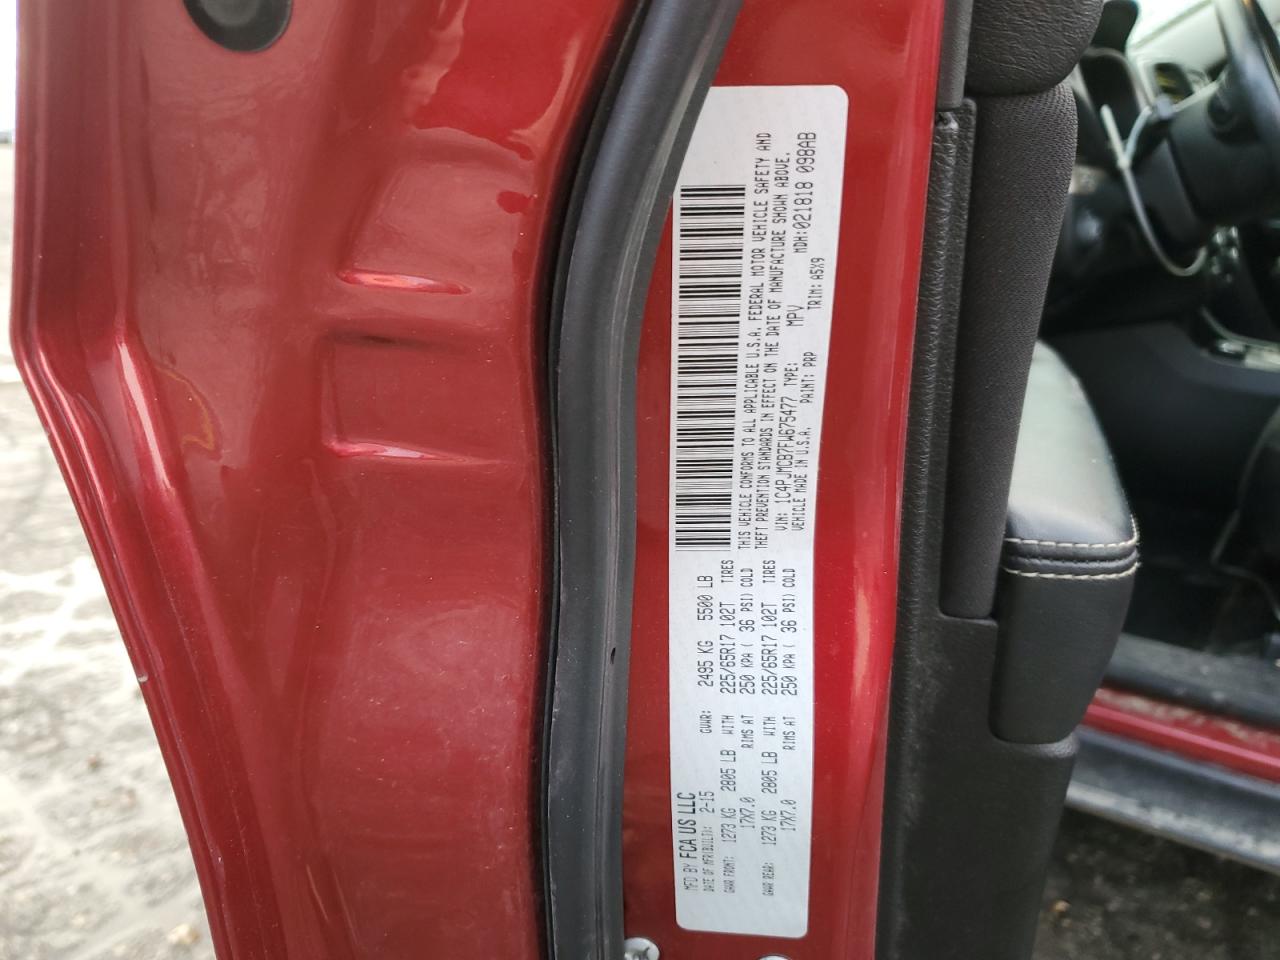 MFD BY FCA US LLC
DATE OF MFR(BUILT): 2-15 GVWR: 2495 KG 5500 LB
GAWR FRONT: 1273 KG 2805 LB WITH 225/65R17 102T TIRES
17X7.0 RIMS AT 250 KPA ( 36 PSI) COLD
GAWR REAR: 1273 KG 2805 LB WITH 225/65R17 102T TIRES
17X7.0 RIMS AT 250 KPA ( 36 PSI) COLD
THIS VEHICLE CONFORMS TO ALL APPLICABLE U.S.A. FEDERAL MOTOR VEHICLE SAFETY AND
THEFT PREVENTION STANDARDS IN EFFECT ON THE DATE OF MANUFACTURE SHOWN ABOVE.
VIN: 1C4PJMCB7FW675477 TYPE: MPV MDH:021818 098AB
VEHICLE MADE IN U.S.A. PAINT: PRP TRIM: A5X9